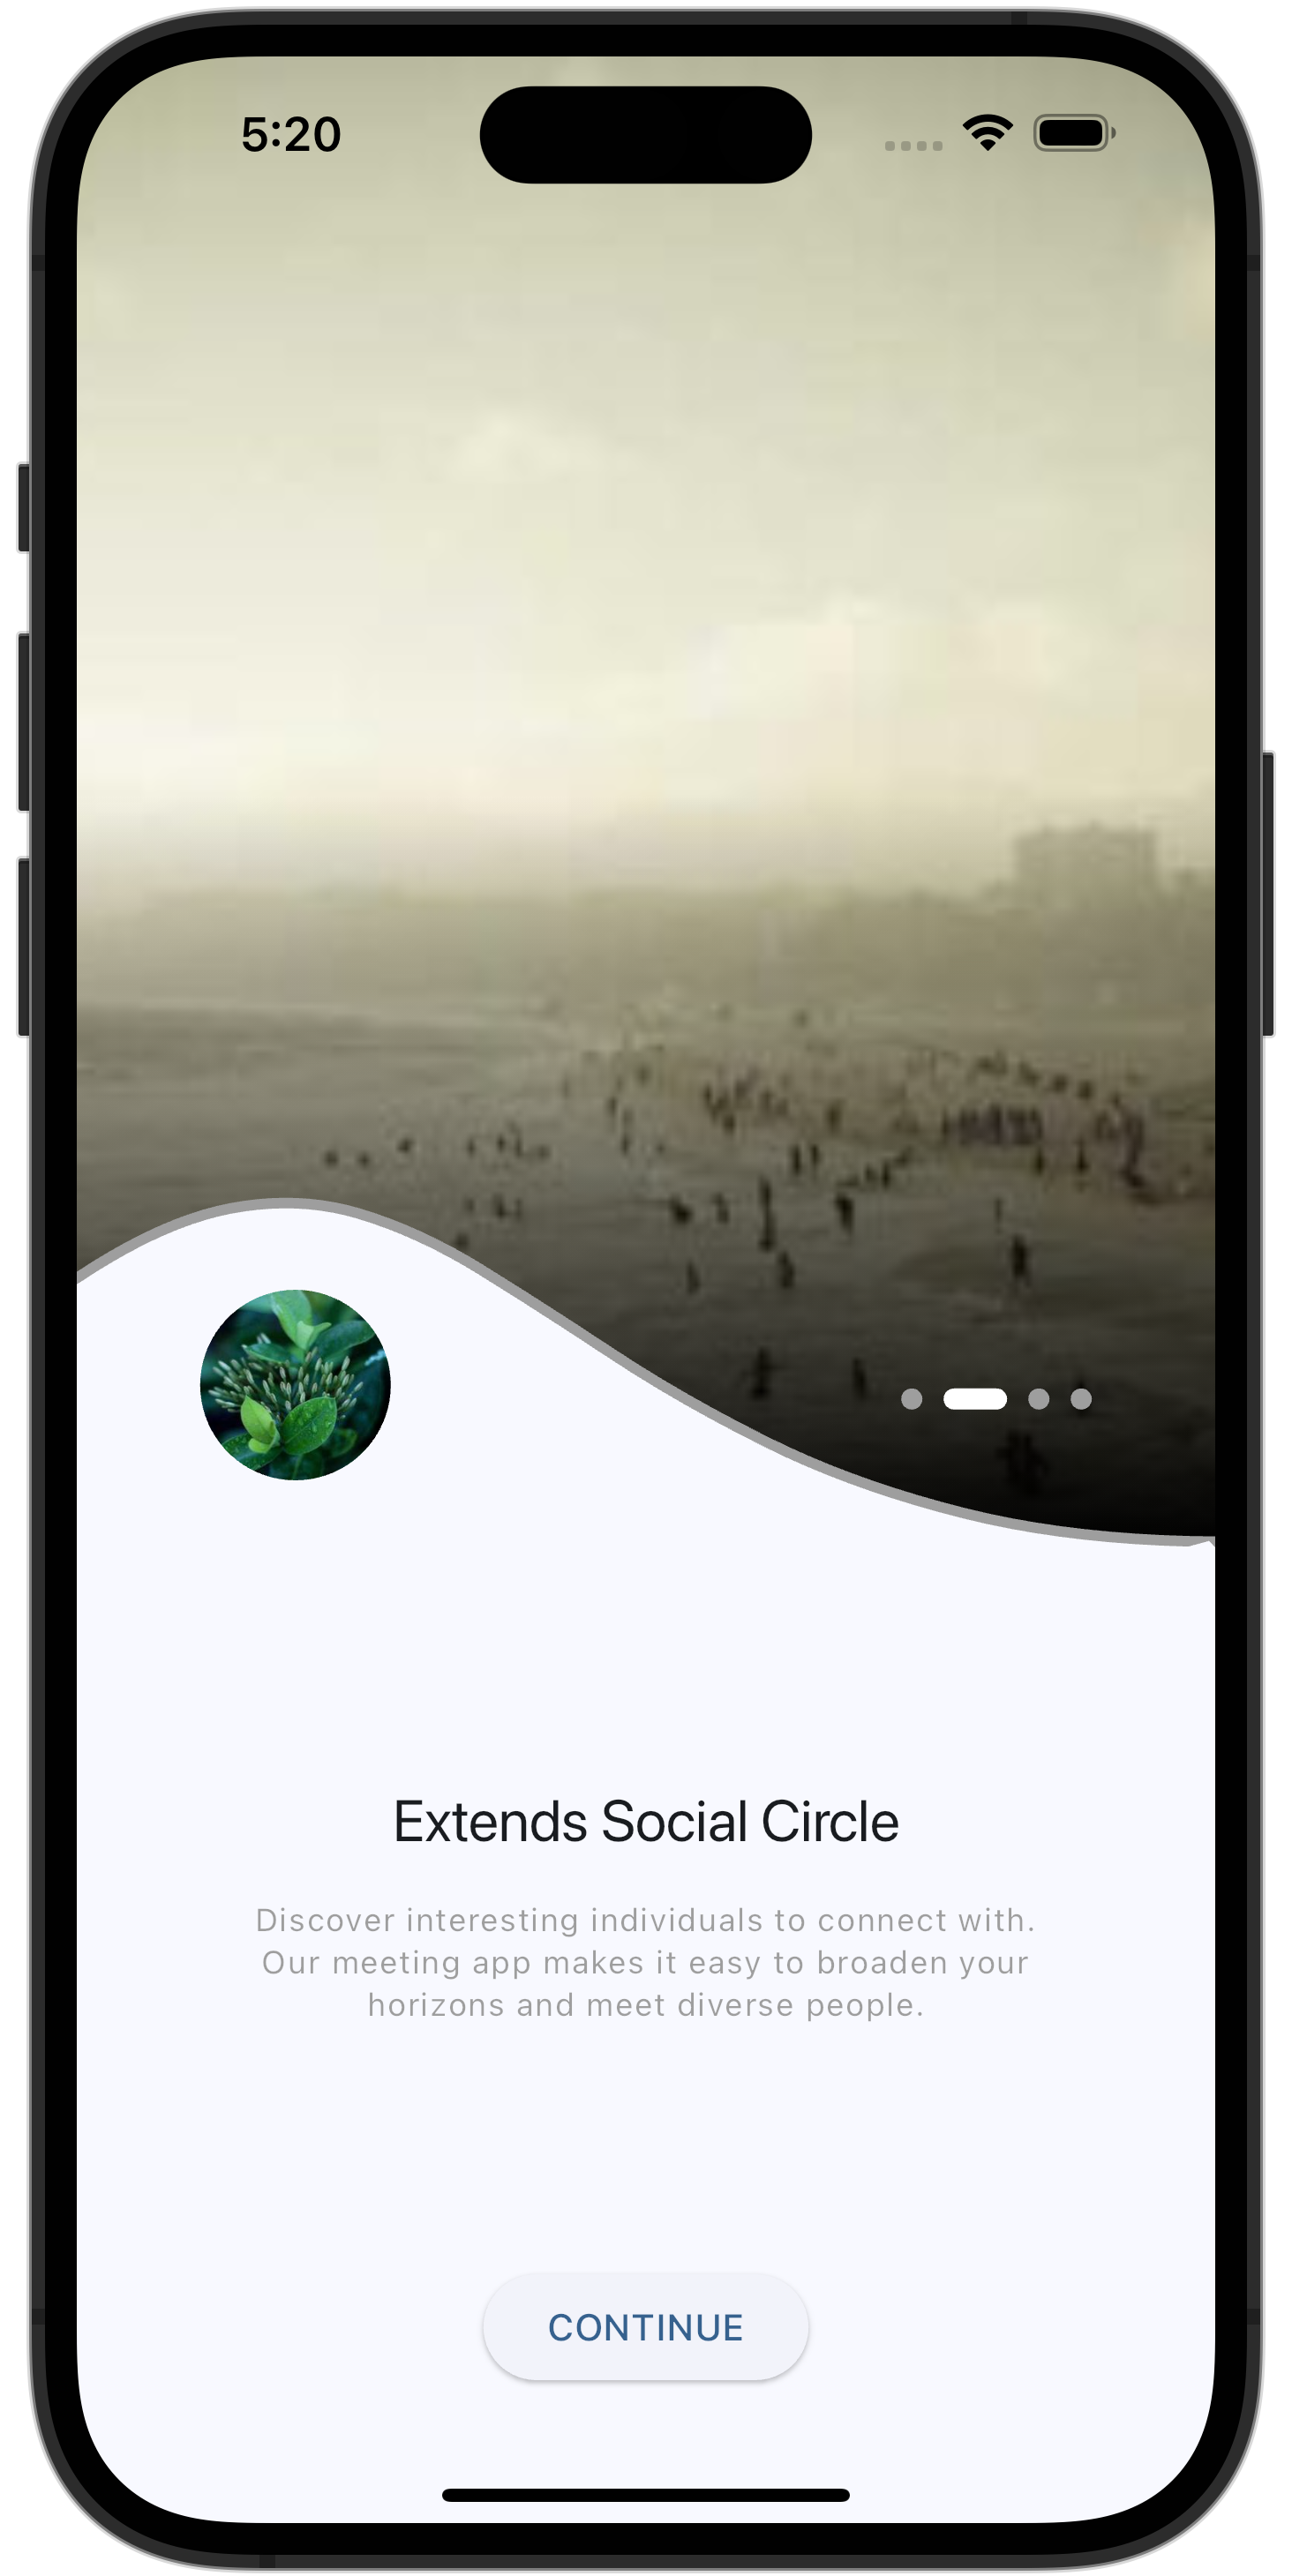 5:20
Extends Social Circle
Discover interesting individuals to connect with.
Our meeting app makes it easy to broaden your
horizons and meet diverse people.
CONTINUE